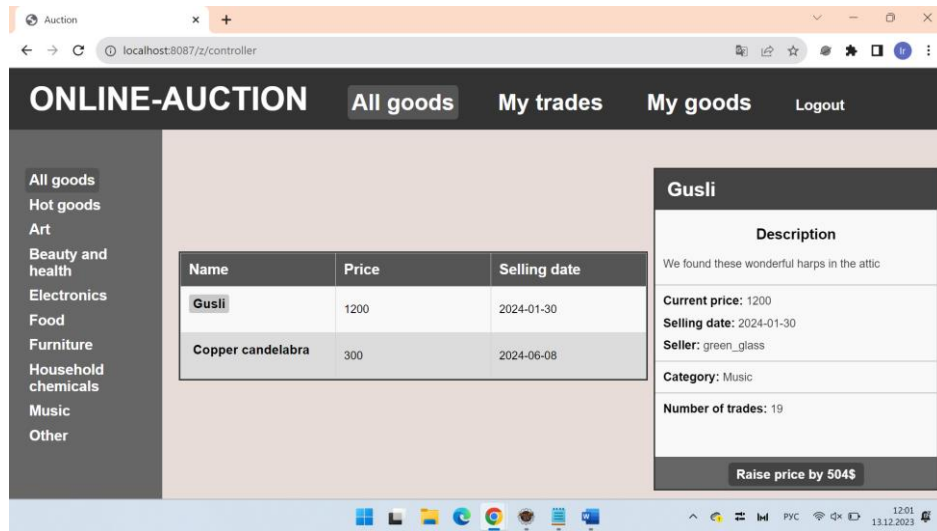 Auction
localhost:8087/z/controller
Ir
ONLINE-AUCTION All goods My trades My goods Logout
All goods
Hot goods
Art
Beauty and
health
Electronics
Food
Furniture
Household
chemicals
Music
Other
Name Price Selling date
Gusli 1200 2024-01-30
Copper candelabra 300 2024-06-08
Gusli
Description
We found these wonderful harps in the attic
Current price: 1200
Selling date: 2024-01-30
Seller: green_glass
Category: Music
Number of trades: 19
Raise price by 504$
РУС
12:01
13.12.2023